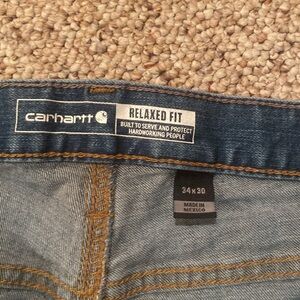 carhartt
RELAXED FIT
BUILT TO SERVE AND PROTECT
HARDWORKING PEOPLE
34x30
MADE IN
MEXICO